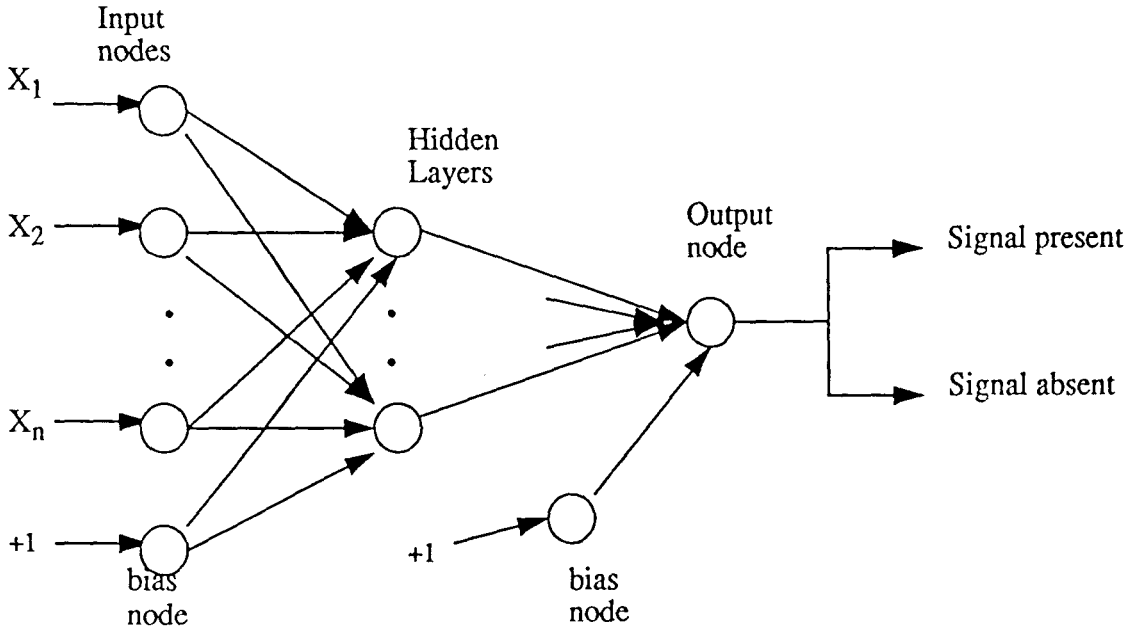 Input
nodes
X1
Hidden
Layers
X2
Output
node
Signal present
Signal absent
Xn
+1
bias
node
+1
bias
node